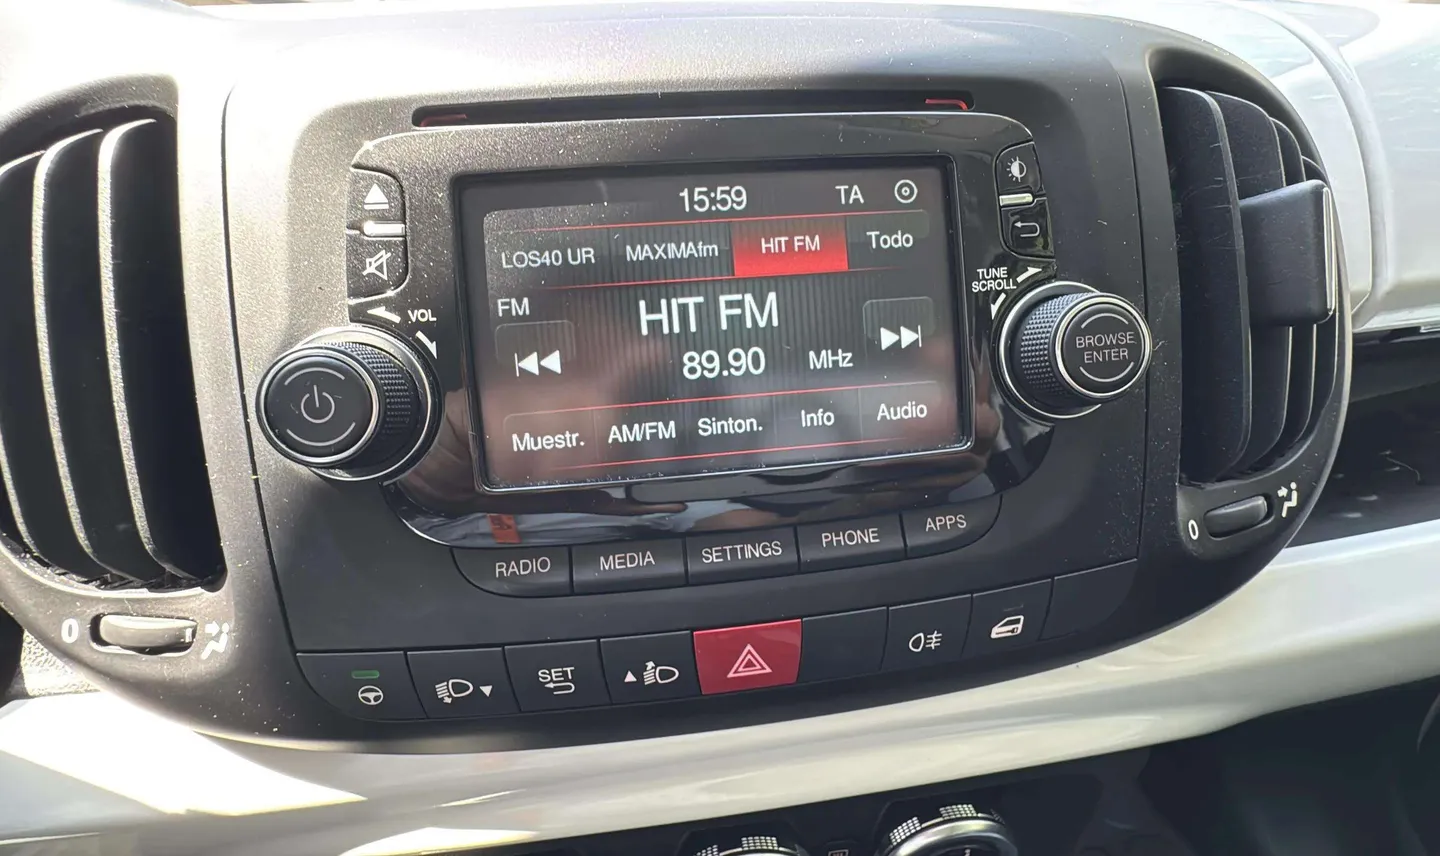 15:59 TA
LOS40 UR MAXIMAfm HIT FM Todo
FM
HIT FM
89.90 MHz
Muestr. AM/FM Sinton. Info Audio
VOL
TUNE
SCROLL
BROWSE
ENTER
RADIO MEDIA SETTINGS PHONE APPS
0
0
SET